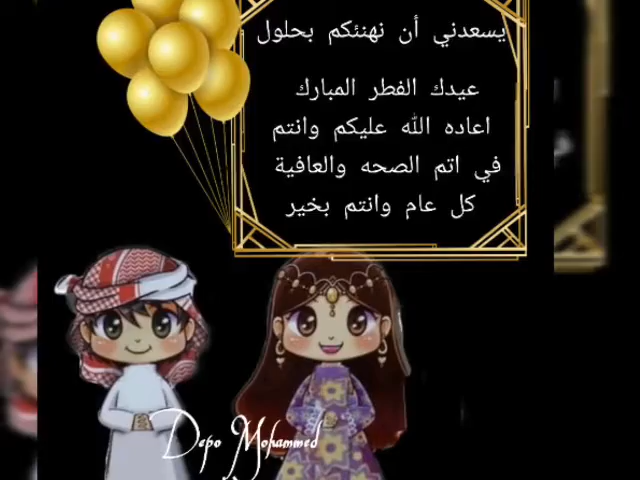 يسعدني أن نهنئكم بحلول
عيدك الفطر المبارك
اعاده الله عليكم وانتم
في اتم الصحه والعافية
كل عام وانتم بخير
Depo Mohammed